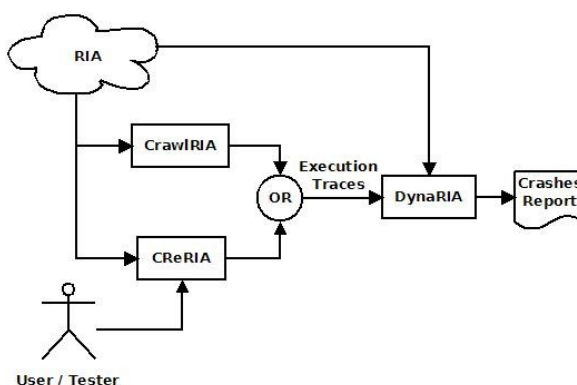 RIA
CrawlRIA
Execution
Traces
OR
DynaRIA
Crashes
Report
CReRIA
User / Tester